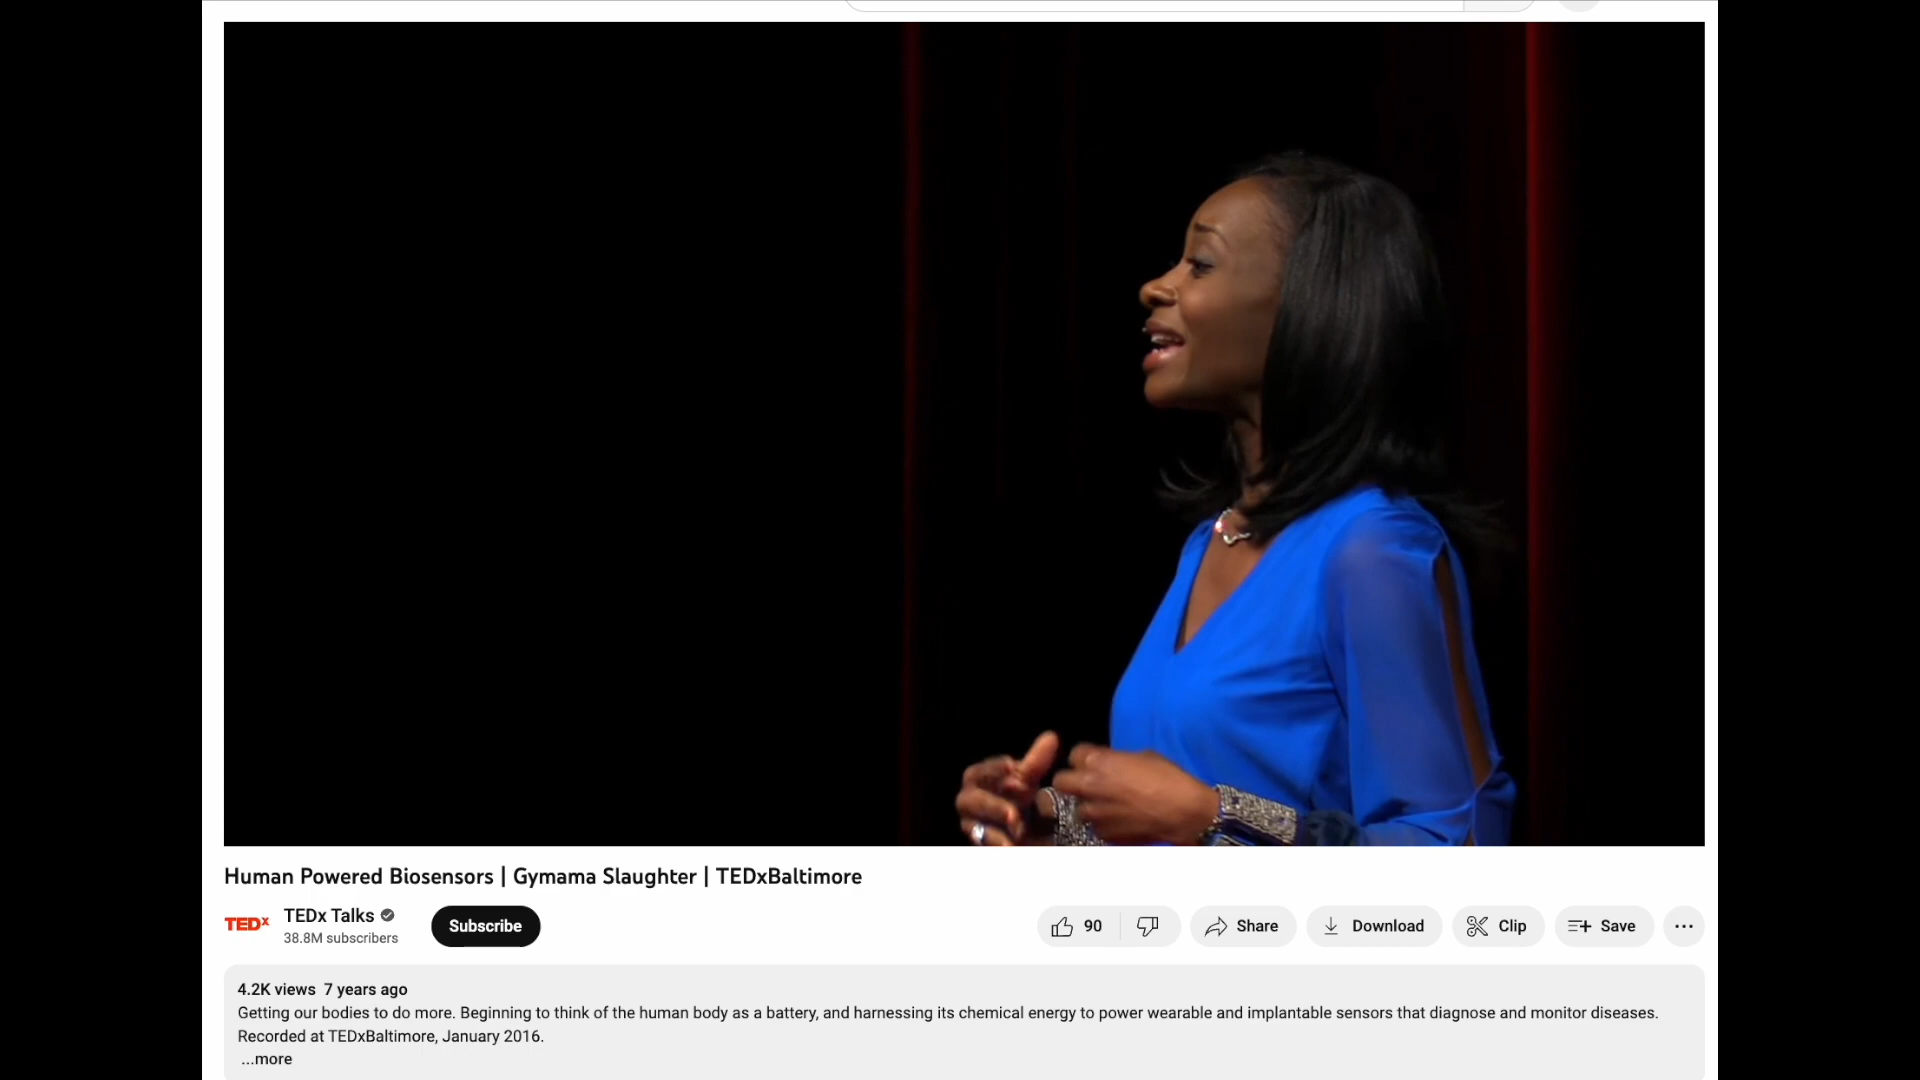 Human Powered Biosensors | Gymama Slaughter | TEDxBaltimore
TEDx
TEDx Talks
38.8M subscribers
Subscribe
90
Share
Download
Clip
Save
4.2K views 7 years ago
Getting our bodies to do more. Beginning to think of the human body as a battery, and harnessing its chemical energy to power wearable and implantable sensors that diagnose and monitor diseases.
Recorded at TEDxBaltimore, January 2016.
...more